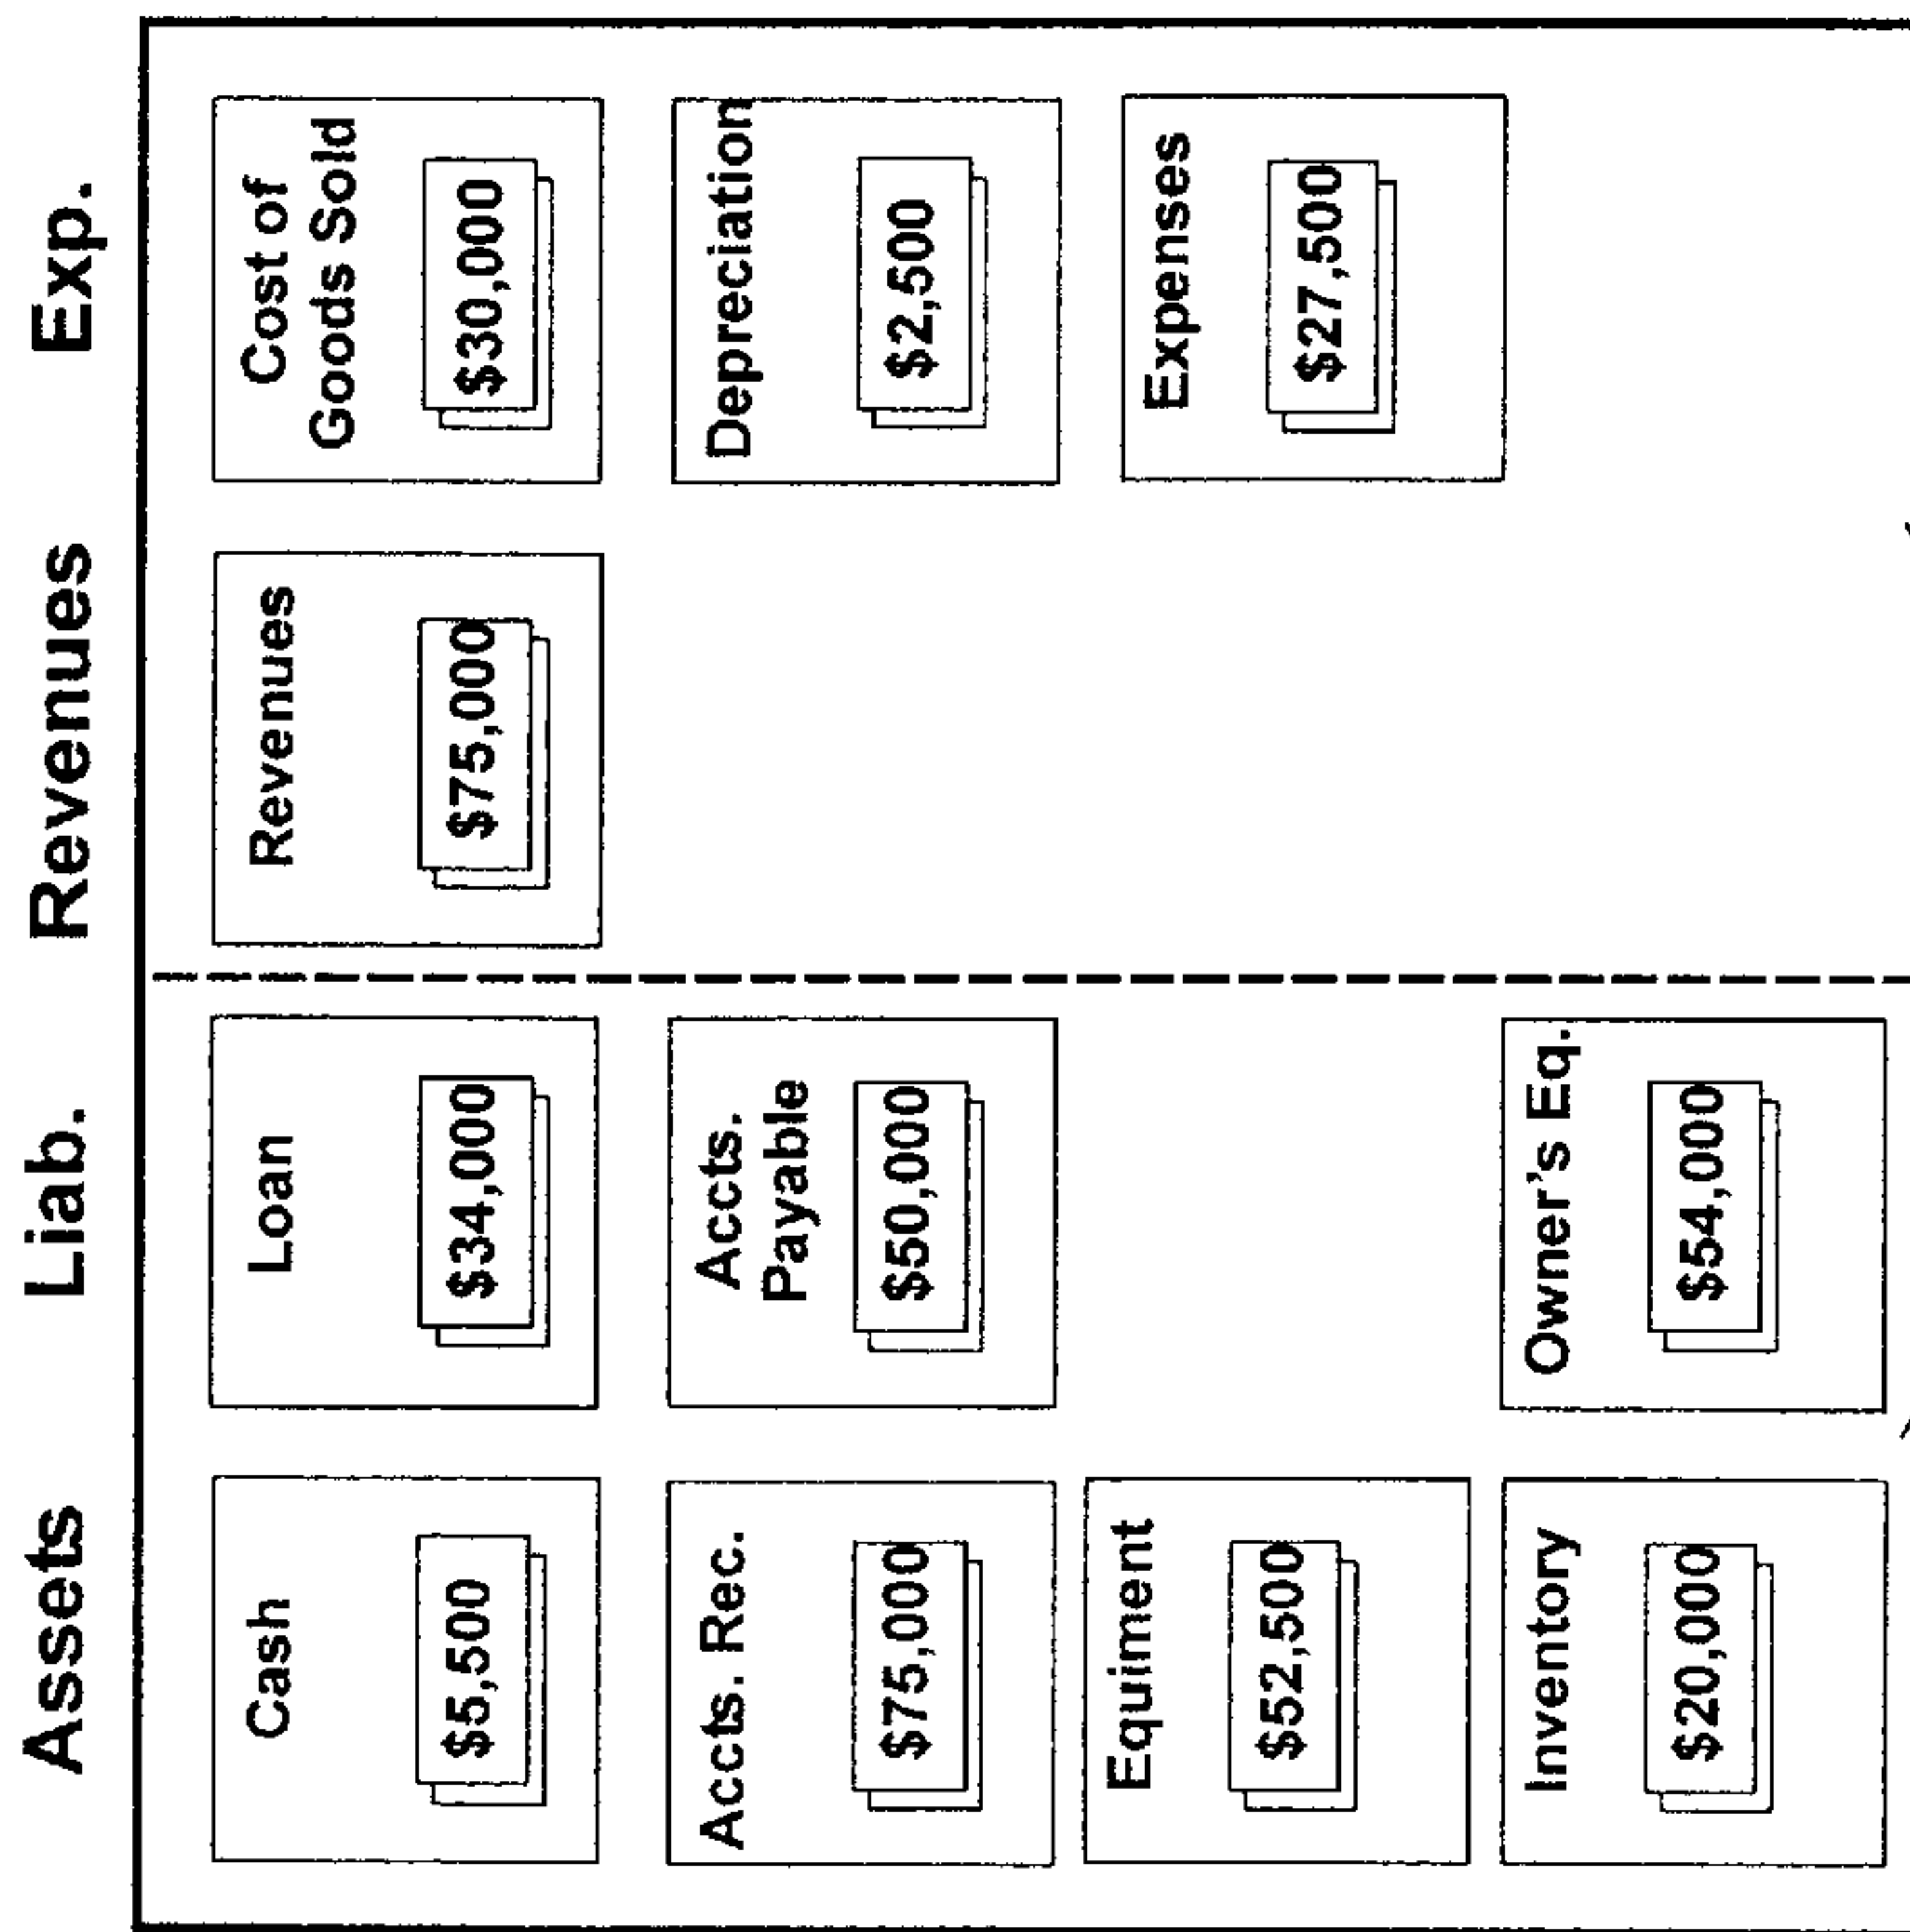 Assets Liab. Revenues Exp.
Cash
$5,500
Loan
$34,000
Revenues
$75,000
Cost of
Goods Sold
$30,000
Accts. Rec.
$75,000
Accts.
Payable
$50,000
Depreciation
$2,500
Equiment
$52,500
Expenses
$27,500
Inventory
$20,000
Owner's Eq.
$54,000